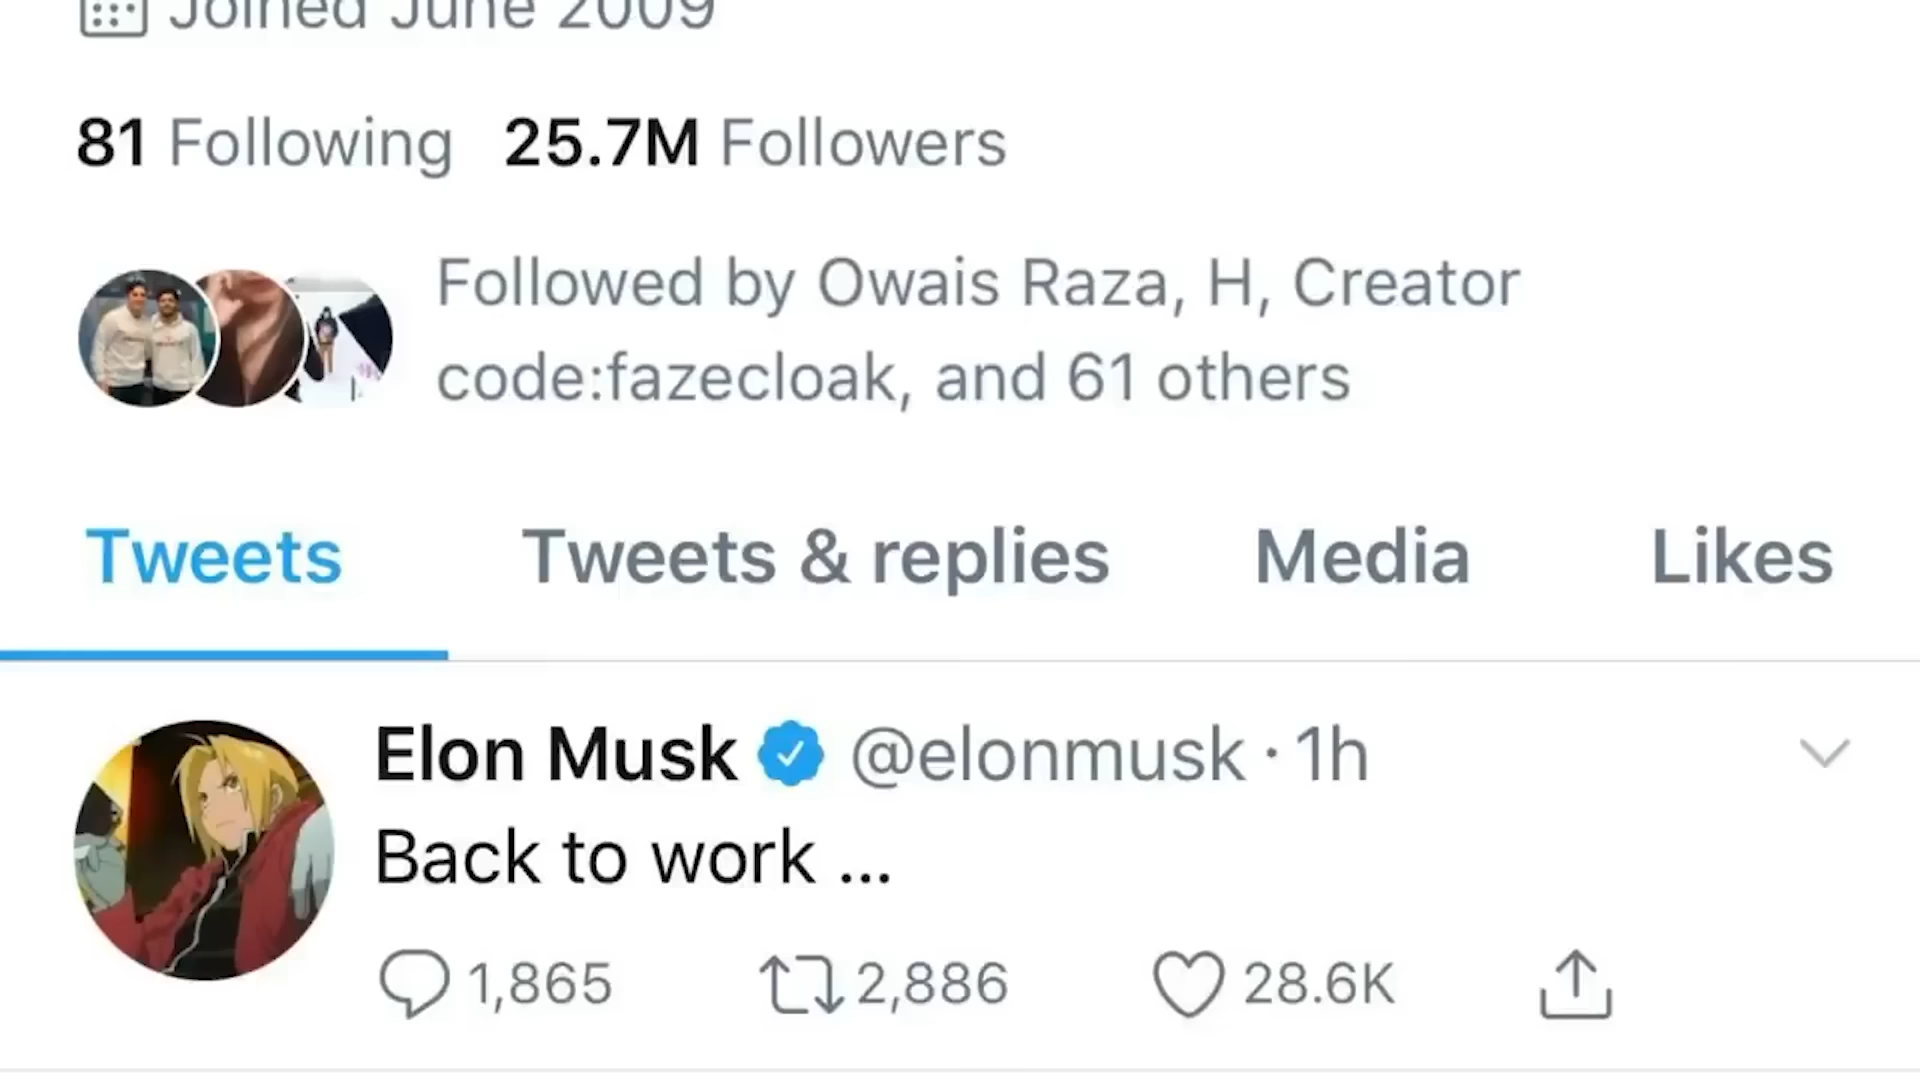 Joined June 2009
81 Following 25.7M Followers
Followed by Owais Raza, H, Creator
code:fazecloak, and 61 others
Tweets Tweets & replies Media Likes
Elon Musk @elonmusk · 1h
Back to work ...
1,865 2,886 28.6K